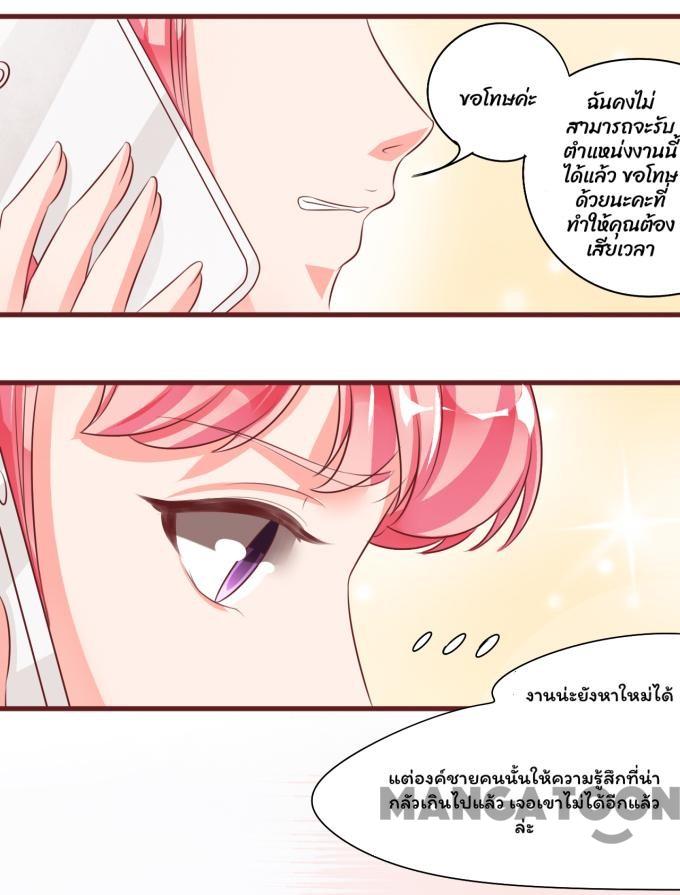 ขอโทษค่ะ
ฉันคงไม่
สามารถจะรับ
ตำแหน่งงานนี้
ได้แล้ว ขอโทษ
ด้วยนะคะที่
ทำให้คุณต้อง
เสียเวลา
งานน่ะยังหาใหม่ได้
แต่องค์ชายคนนั้นให้ความรู้สึกที่น่า
กลัวเกินไปแล้ว เจอเขาไม่ได้อีกแล้ว
ล่ะ
MANGATOON